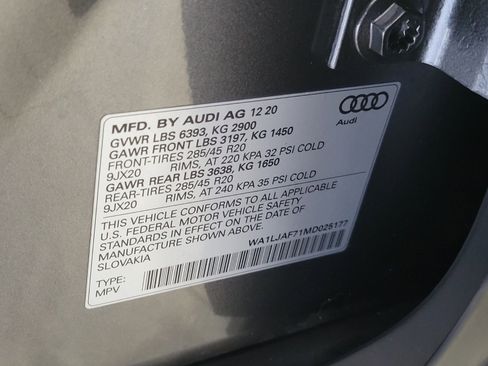 MFD. BY AUDI AG 12 20
GVWR LBS 6393, KG 2900
GAWR FRONT LBS 3197, KG 1450
FRONT-TIRES 285/45 R20
9JX20 RIMS, AT 220 KPA 32 PSI COLD
GAWR REAR LBS 3638, KG 1650
REAR-TIRES 285/45 R20
9JX20 RIMS, AT 240 KPA 35 PSI COLD
THIS VEHICLE CONFORMS TO ALL APPLICABLE
U.S. FEDERAL MOTOR VEHICLE SAFETY
STANDARDS IN EFFECT ON THE DATE OF
MANUFACTURE SHOWN ABOVE.
SLOVAKIA
WA1LJAF71MD025177
TYPE:
MPV
Audi